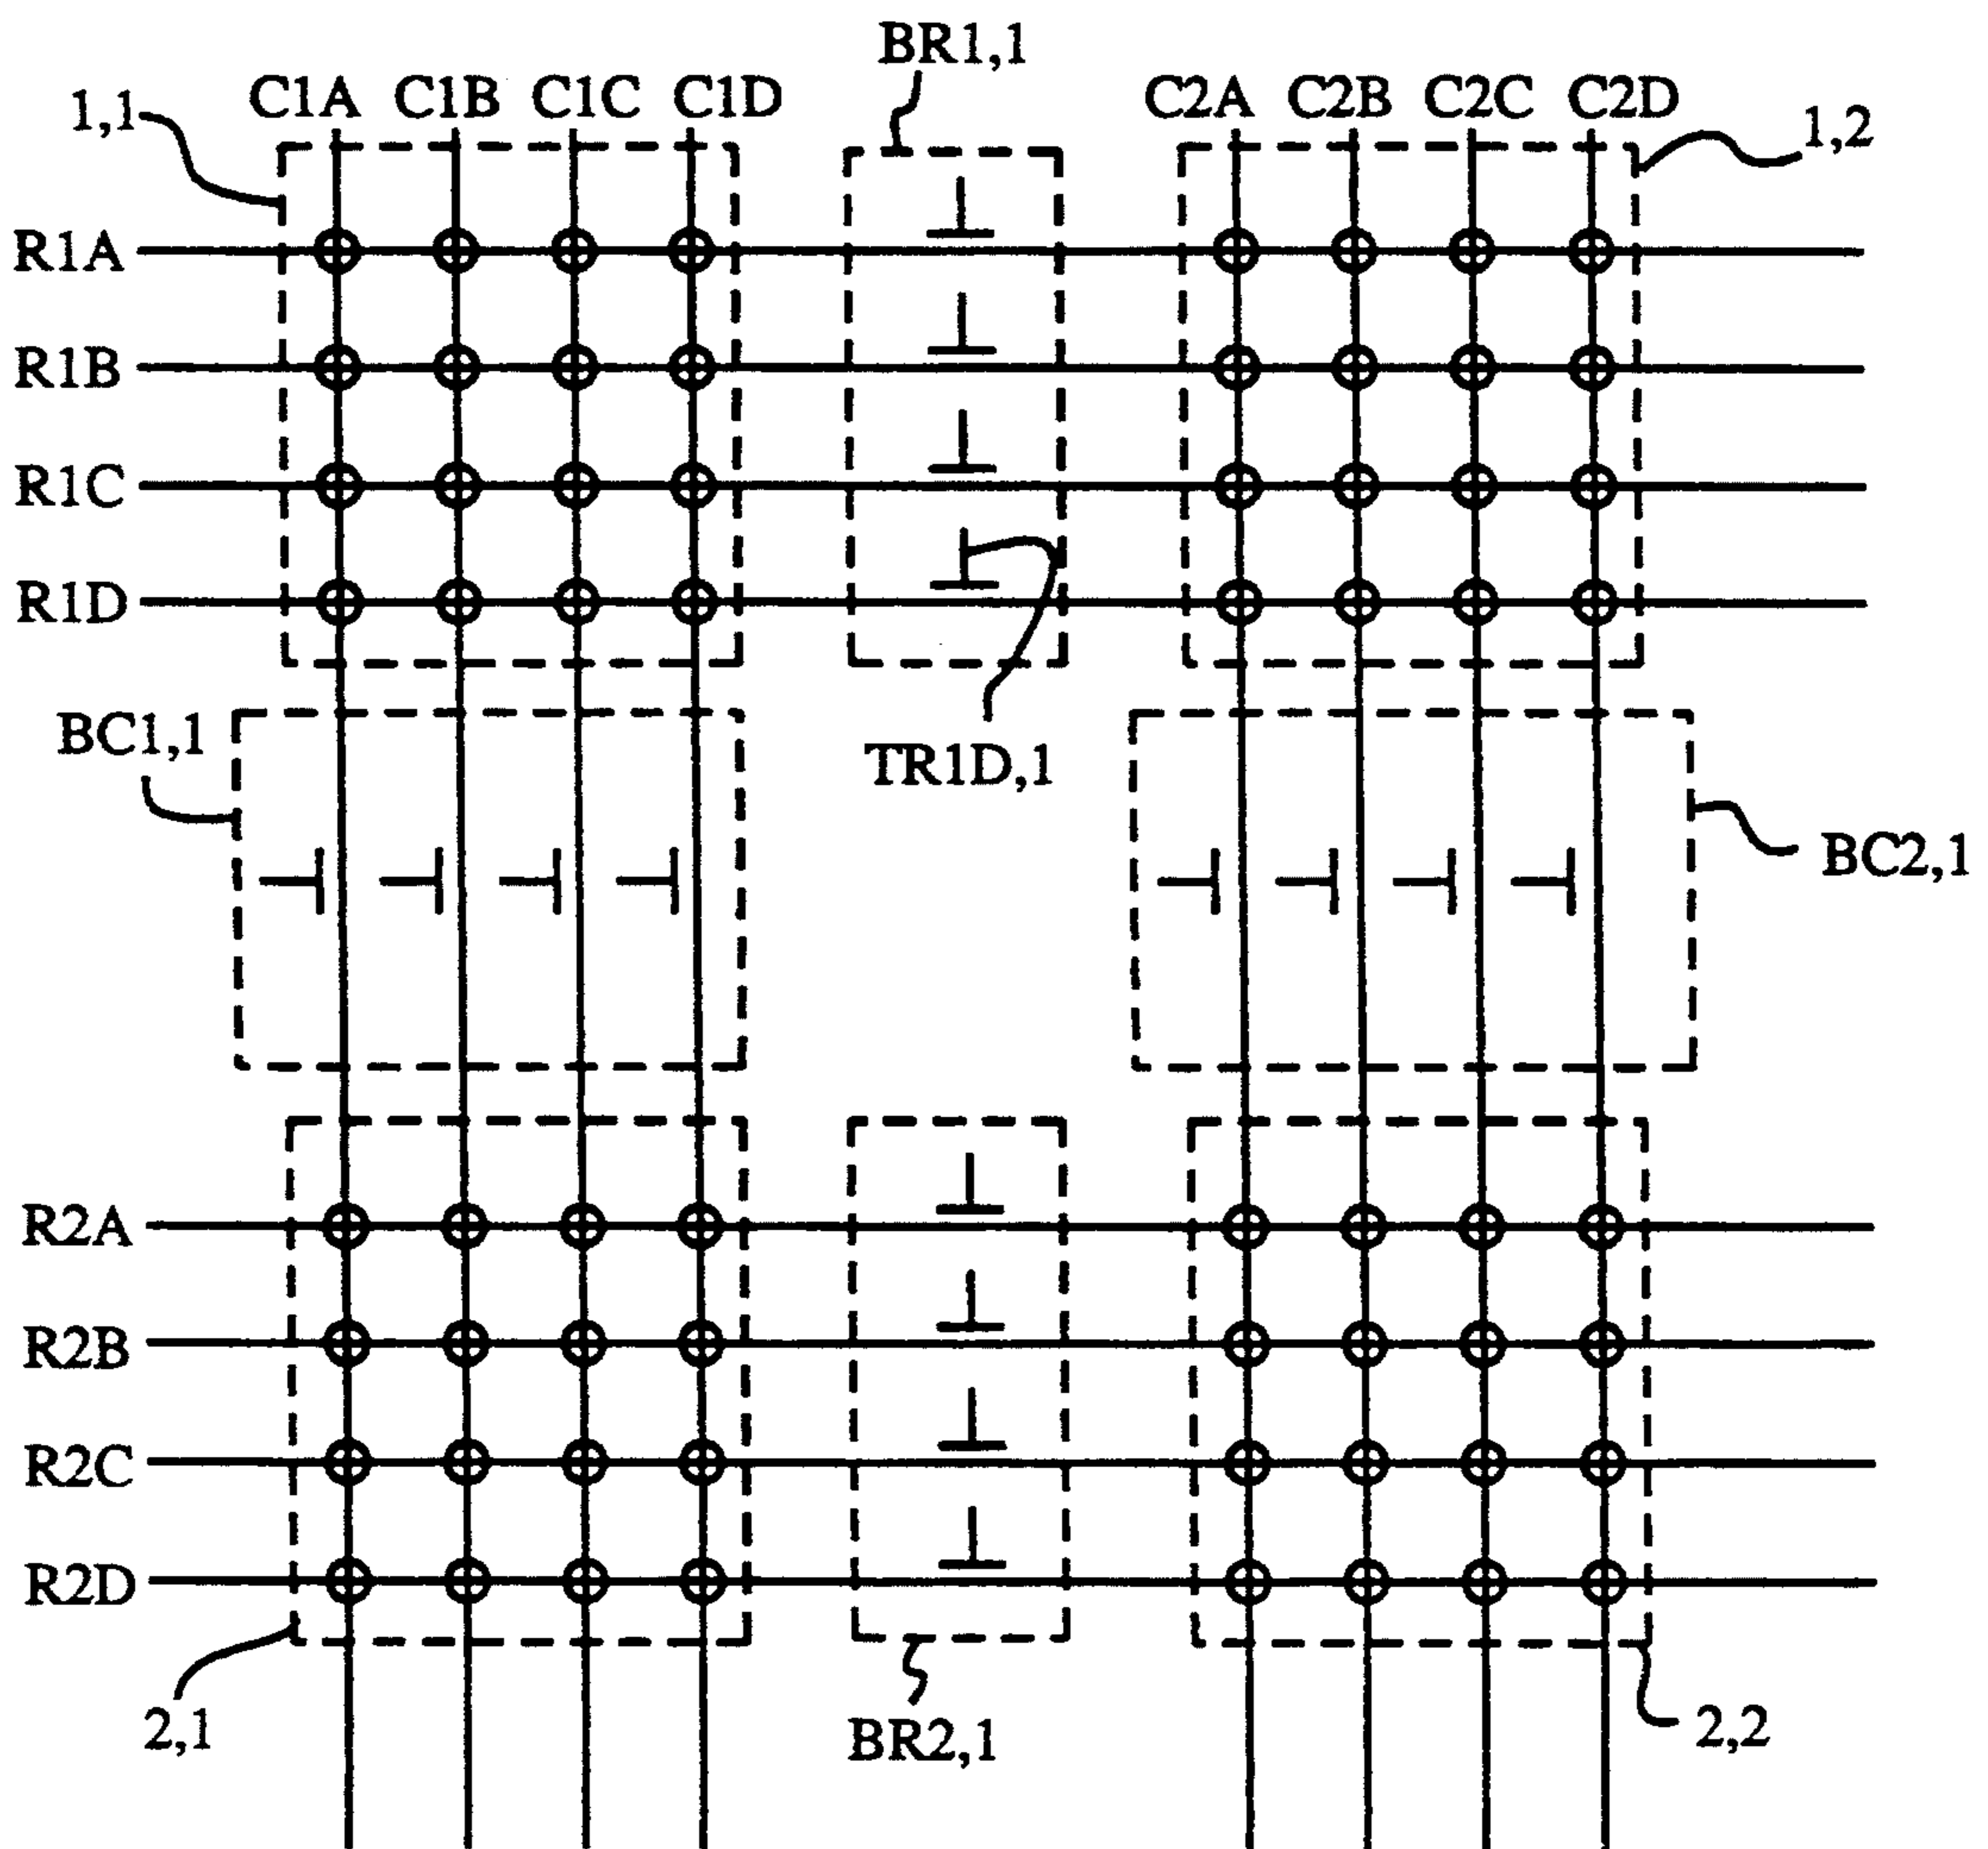 BR1,1
C1A C1B C1C C1D C2A C2B C2C C2D
1,1 1,2
R1A
R1B
R1C
R1D
BC1,1
TR1D,1
BC2,1
R2A
R2B
R2C
R2D
2,1 BR2,1 2,2